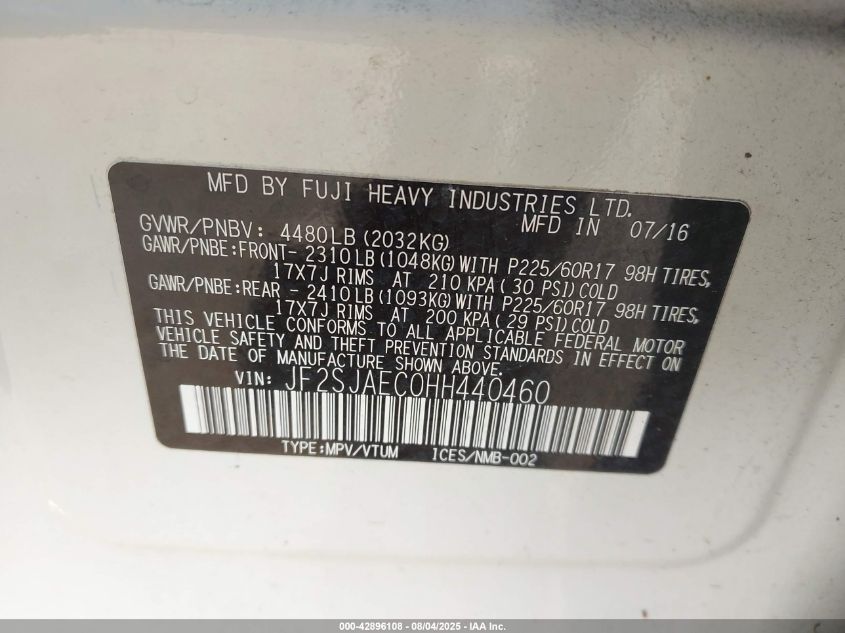 MFD BY FUJI HEAVY INDUSTRIES LTD.
MFD IN 07/16
GVWR/PNBV: 4480LB (2032KG)
GAWR/PNBE:FRONT- 2310LB (1048KG) WITH P225/60R17 98H TIRES,
17X7J RIMS AT 210 KPA ( 30 PSI) COLD
GAWR/PNBE:REAR - 2410LB (1093KG) WITH P225/60R17 98H TIRES,
17X7J RIMS AT 200 KPA ( 29 PSI) COLD
THIS VEHICLE CONFORMS TO ALL APPLICABLE FEDERAL MOTOR
VEHICLE SAFETY AND THEFT PREVENTION STANDARDS IN EFFECT ON
THE DATE OF MANUFACTURE SHOWN ABOVE.
VIN: JF2SJAEC0HH440460
TYPE:MPV/VTUM ICES/NMB-002
000-42896108 - 08/04/2025 - IAA Inc.